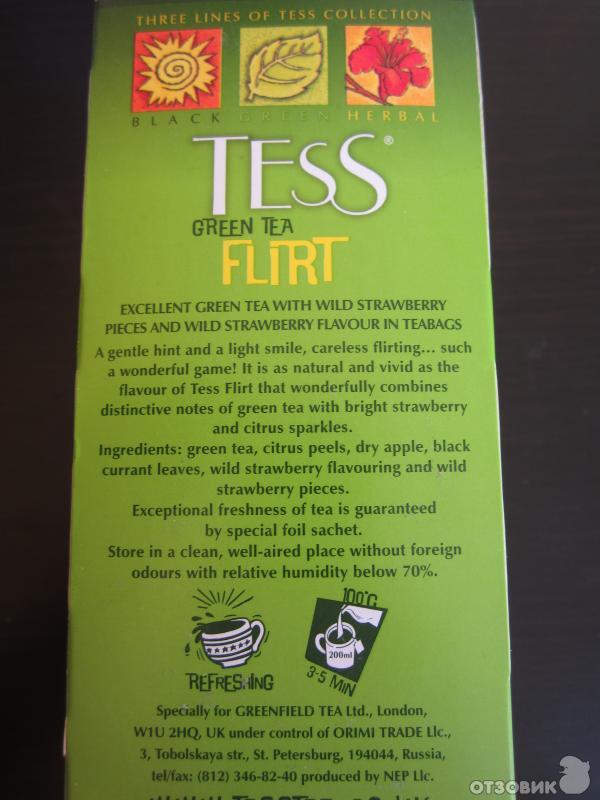 THREE LINES OF TESS COLLECTION
BLACK GREEN HERBAL
TESS®
GREEN TEA
FLIRT
EXCELLENT GREEN TEA WITH WILD STRAWBERRY
PIECES AND WILD STRAWBERRY FLAVOUR IN TEABAGS
A gentle hint and a light smile, careless flirting... such
a wonderful game! It is as natural and vivid as the
flavour of Tess Flirt that wonderfully combines
distinctive notes of green tea with bright strawberry
and citrus sparkles.
Ingredients: green tea, citrus peels, dry apple, black
currant leaves, wild strawberry flavouring and wild
strawberry pieces.
Exceptional freshness of tea is guaranteed
by special foil sachet.
Store in a clean, well-aired place without foreign
odours with relative humidity below 70%.
100°C
200ml
REFRESHING
3-5 MIN
Specially for GREENFIELD TEA Ltd., London,
W1U 2HQ, UK under control of ORIMI TRADE Llc.,
3, Tobolskaya str., St. Petersburg, 194044, Russia,
tel/fax: (812) 346-82-40 produced by NEP Llc.
ОТЗОВИК